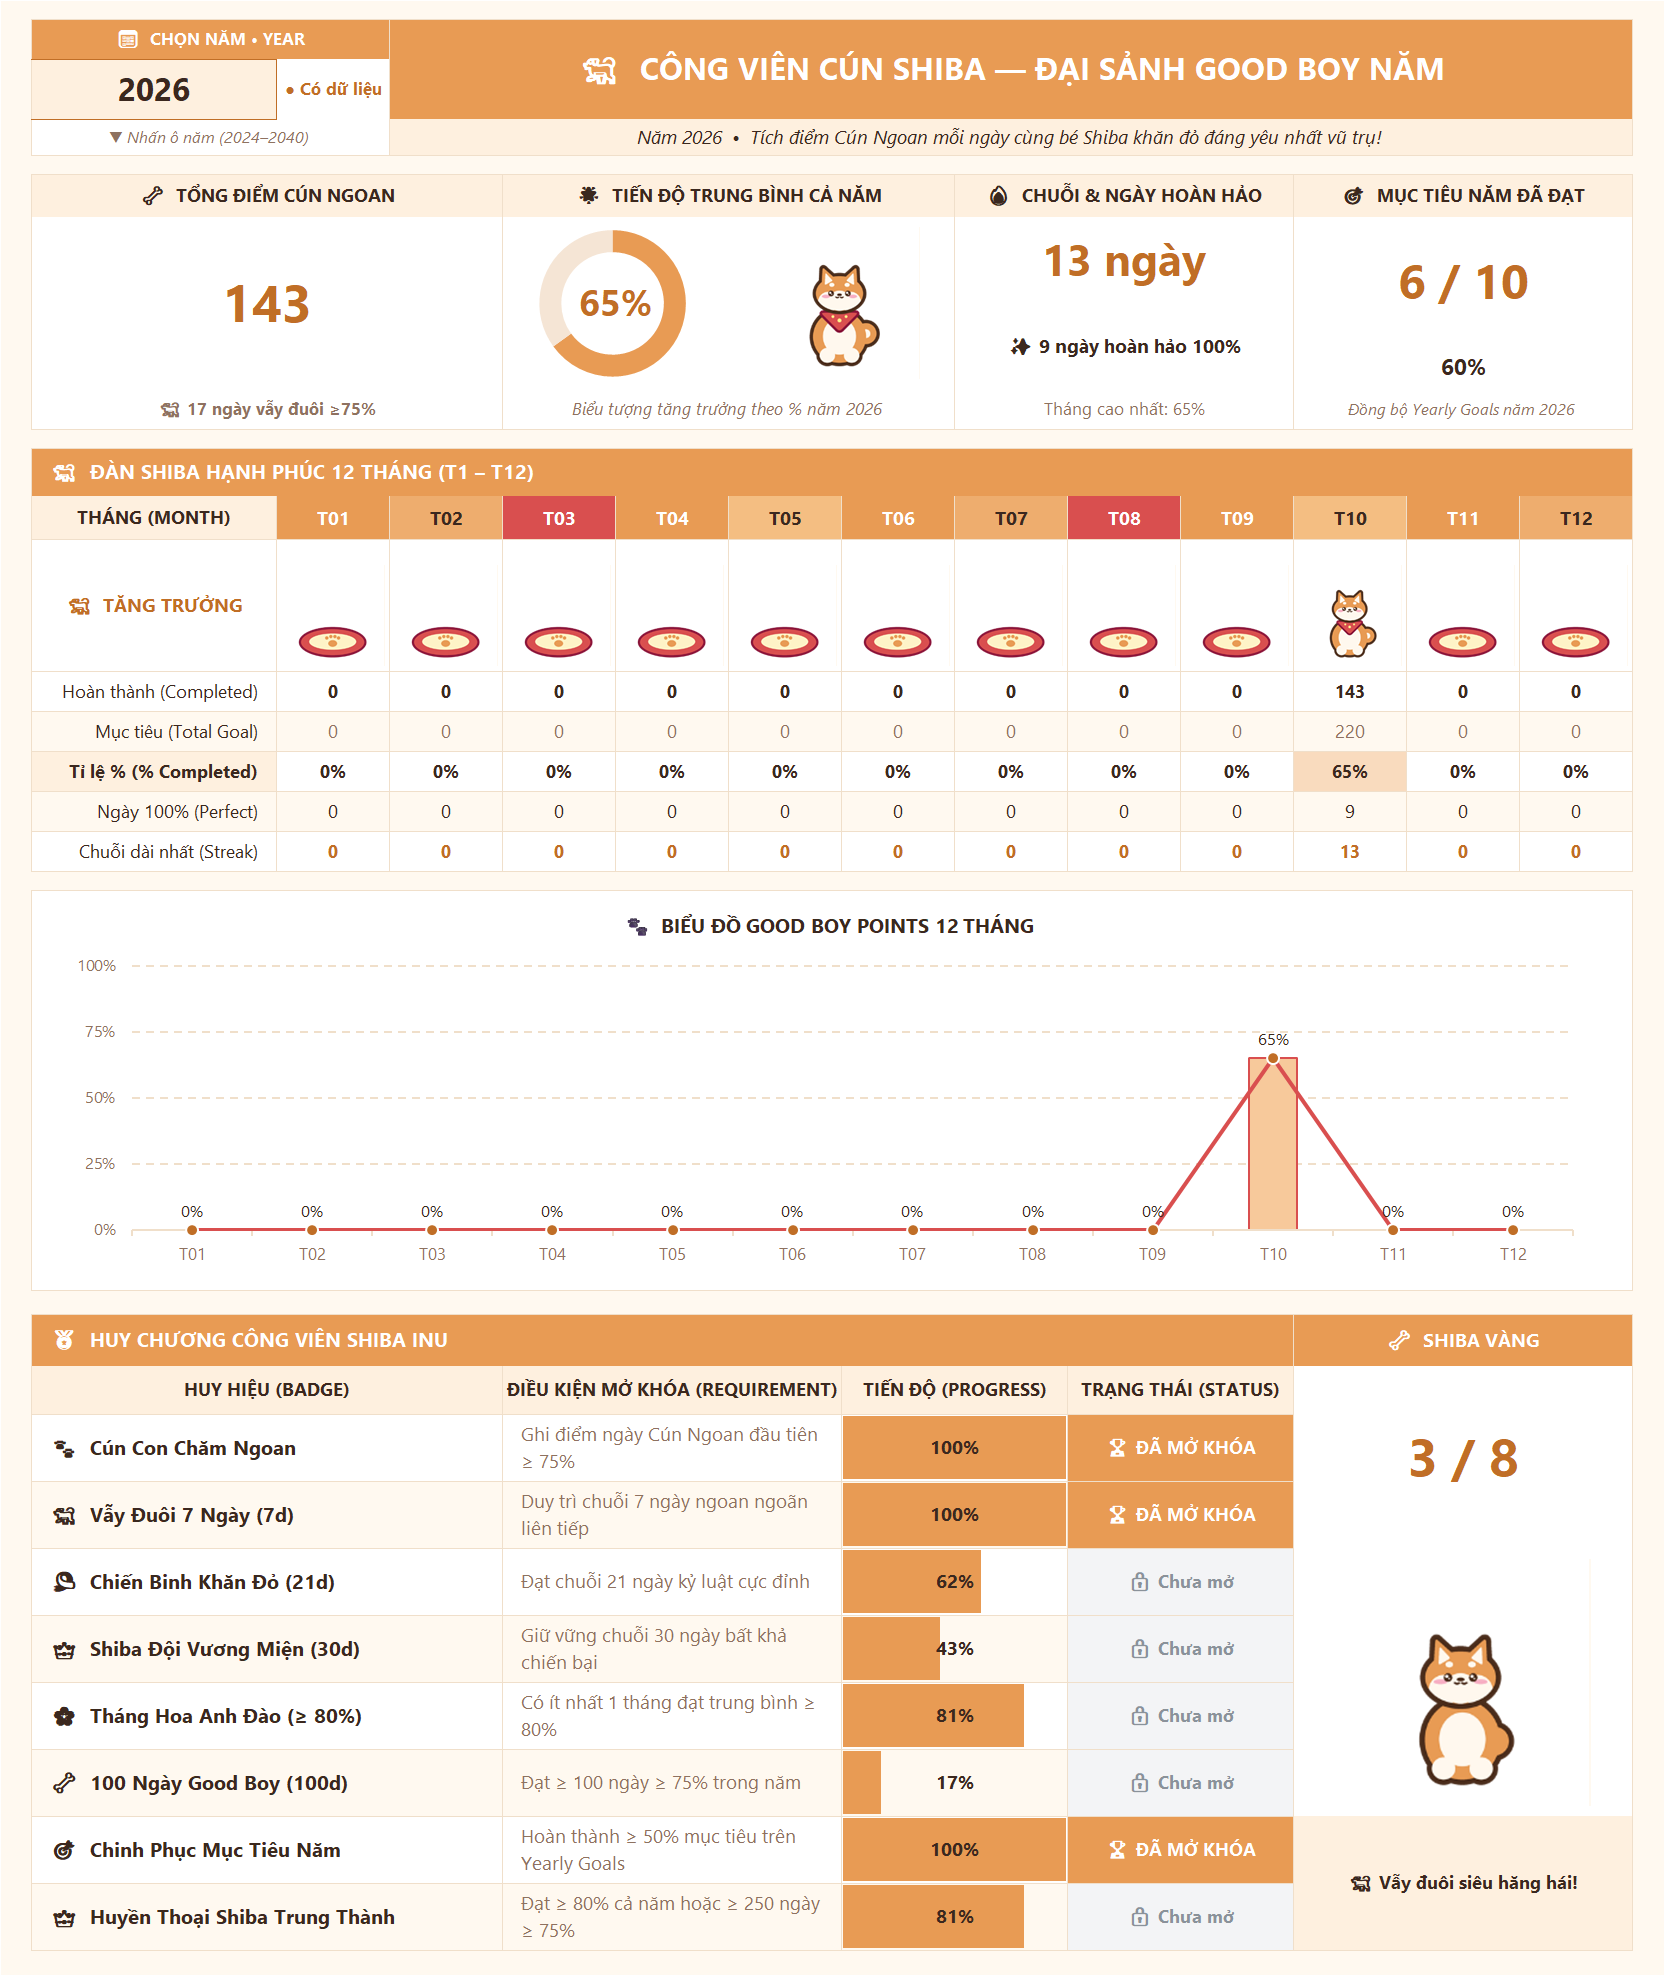 CHỌN NĂM • YEAR
2026
● Có dữ liệu
▼ Nhấn ô năm (2024–2040)
CÔNG VIÊN CÚN SHIBA — ĐẠI SẢNH GOOD BOY NĂM
Năm 2026 • Tích điểm Cún Ngoan mỗi ngày cùng bé Shiba khăn đỏ đáng yêu nhất vũ trụ!
TỔNG ĐIỂM CÚN NGOAN
143
17 ngày vẫy đuôi ≥75%
TIẾN ĐỘ TRUNG BÌNH CẢ NĂM
65%
Biểu tượng tăng trưởng theo % năm 2026
CHUỖI & NGÀY HOÀN HẢO
13 ngày
9 ngày hoàn hảo 100%
Tháng cao nhất: 65%
MỤC TIÊU NĂM ĐÃ ĐẠT
6 / 10
60%
Đồng bộ Yearly Goals năm 2026
ĐÀN SHIBA HẠNH PHÚC 12 THÁNG (T1 – T12)
THÁNG (MONTH) T01 T02 T03 T04 T05 T06 T07 T08 T09 T10 T11 T12
TĂNG TRƯỞNG
Hoàn thành (Completed) 0 0 0 0 0 0 0 0 0 143 0 0
Mục tiêu (Total Goal) 0 0 0 0 0 0 0 0 0 220 0 0
Tỉ lệ % (% Completed) 0% 0% 0% 0% 0% 0% 0% 0% 0% 65% 0% 0%
Ngày 100% (Perfect) 0 0 0 0 0 0 0 0 0 9 0 0
Chuỗi dài nhất (Streak) 0 0 0 0 0 0 0 0 0 13 0 0
BIỂU ĐỒ GOOD BOY POINTS 12 THÁNG
100%
75%
65%
50%
25%
0% 0% 0% 0% 0% 0% 0% 0% 0% 0% 0%
0%
T01 T02 T03 T04 T05 T06 T07 T08 T09 T10 T11 T12
HUY CHƯƠNG CÔNG VIÊN SHIBA INU
HUY HIỆU (BADGE) ĐIỀU KIỆN MỞ KHÓA (REQUIREMENT) TIẾN ĐỘ (PROGRESS) TRẠNG THÁI (STATUS)
Cún Con Chăm Ngoan
Ghi điểm ngày Cún Ngoan đầu tiên
≥ 75%
100%
ĐÃ MỞ KHÓA
Vẫy Đuôi 7 Ngày (7d)
Duy trì chuỗi 7 ngày ngoan ngoãn
liên tiếp
100%
ĐÃ MỞ KHÓA
Chiến Binh Khăn Đỏ (21d)
Đạt chuỗi 21 ngày kỷ luật cực đỉnh
62%
Chưa mở
Shiba Đội Vương Miện (30d)
Giữ vững chuỗi 30 ngày bất khả
chiến bại
43%
Chưa mở
Tháng Hoa Anh Đào (≥ 80%)
Có ít nhất 1 tháng đạt trung bình ≥
80%
81%
Chưa mở
100 Ngày Good Boy (100d)
Đạt ≥ 100 ngày ≥ 75% trong năm
17%
Chưa mở
Chinh Phục Mục Tiêu Năm
Hoàn thành ≥ 50% mục tiêu trên
Yearly Goals
100%
ĐÃ MỞ KHÓA
Huyền Thoại Shiba Trung Thành
Đạt ≥ 80% cả năm hoặc ≥ 250 ngày
≥ 75%
81%
Chưa mở
SHIBA VÀNG
3 / 8
Vẫy đuôi siêu hăng hái!